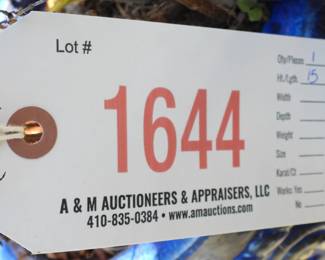 Lot #
1644
A & M AUCTIONEERS & APPRAISERS, LLC
410-835-0384 • www.amauctions.com
Qty/Pieces 1
Ht./Lgth 15
Width
Depth
Weight
Size
Karat/Ct
Works: Yes
No